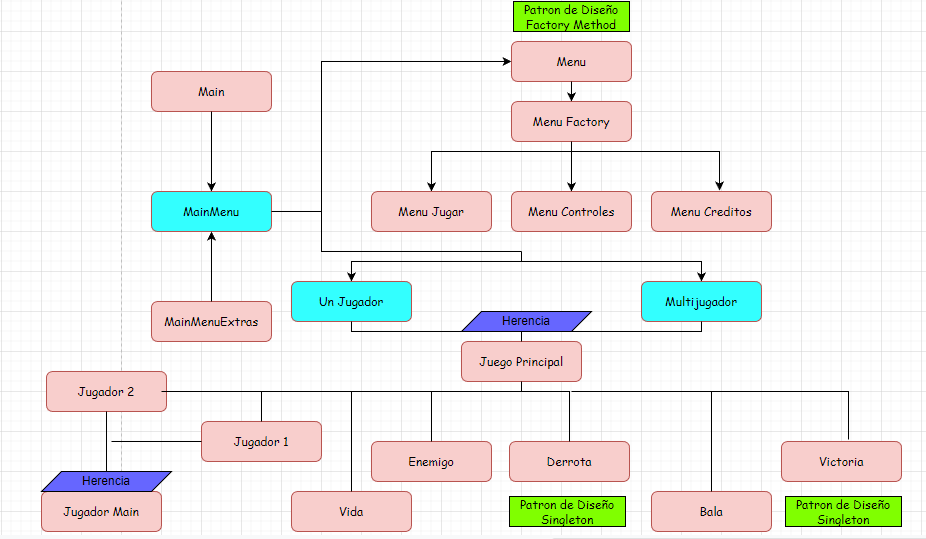 Patron de Diseño
Factory Method
Menu
Main
Menu Factory
MainMenu
Menu Jugar
Menu Controles
Menu Creditos
Un Jugador
Multijugador
MainMenuExtras
Herencia
Juego Principal
Jugador 2
Jugador 1
Enemigo
Derrota
Victoria
Herencia
Jugador Main
Vida
Patron de Diseño
Singleton
Bala
Patron de Diseño
Singleton